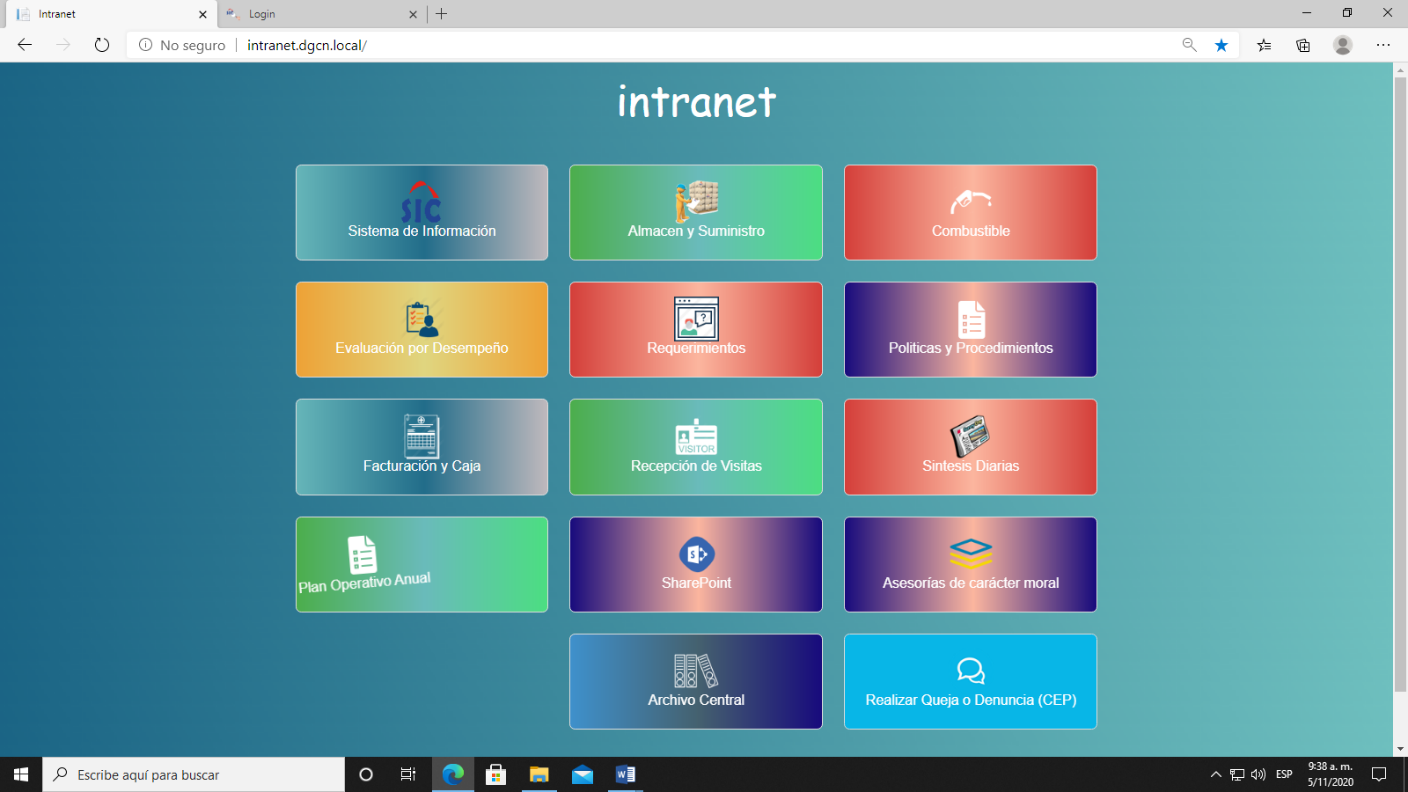 Intranet
Login
No seguro
intranet.dgcn.local/
intranet
SIC
Sistema de Información
Almacen y Suministro
Combustible
Evaluación por Desempeño
?
Requerimientos
Politicas y Procedimientos
Facturación y Caja
VISITOR
Recepción de Visitas
Sintesis Diarias
Plan Operativo Anual
S
SharePoint
Asesorías de carácter moral
Archivo Central
Realizar Queja o Denuncia (CEP)
Escribe aquí para buscar
ESP
9:38 a. m.
5/11/2020